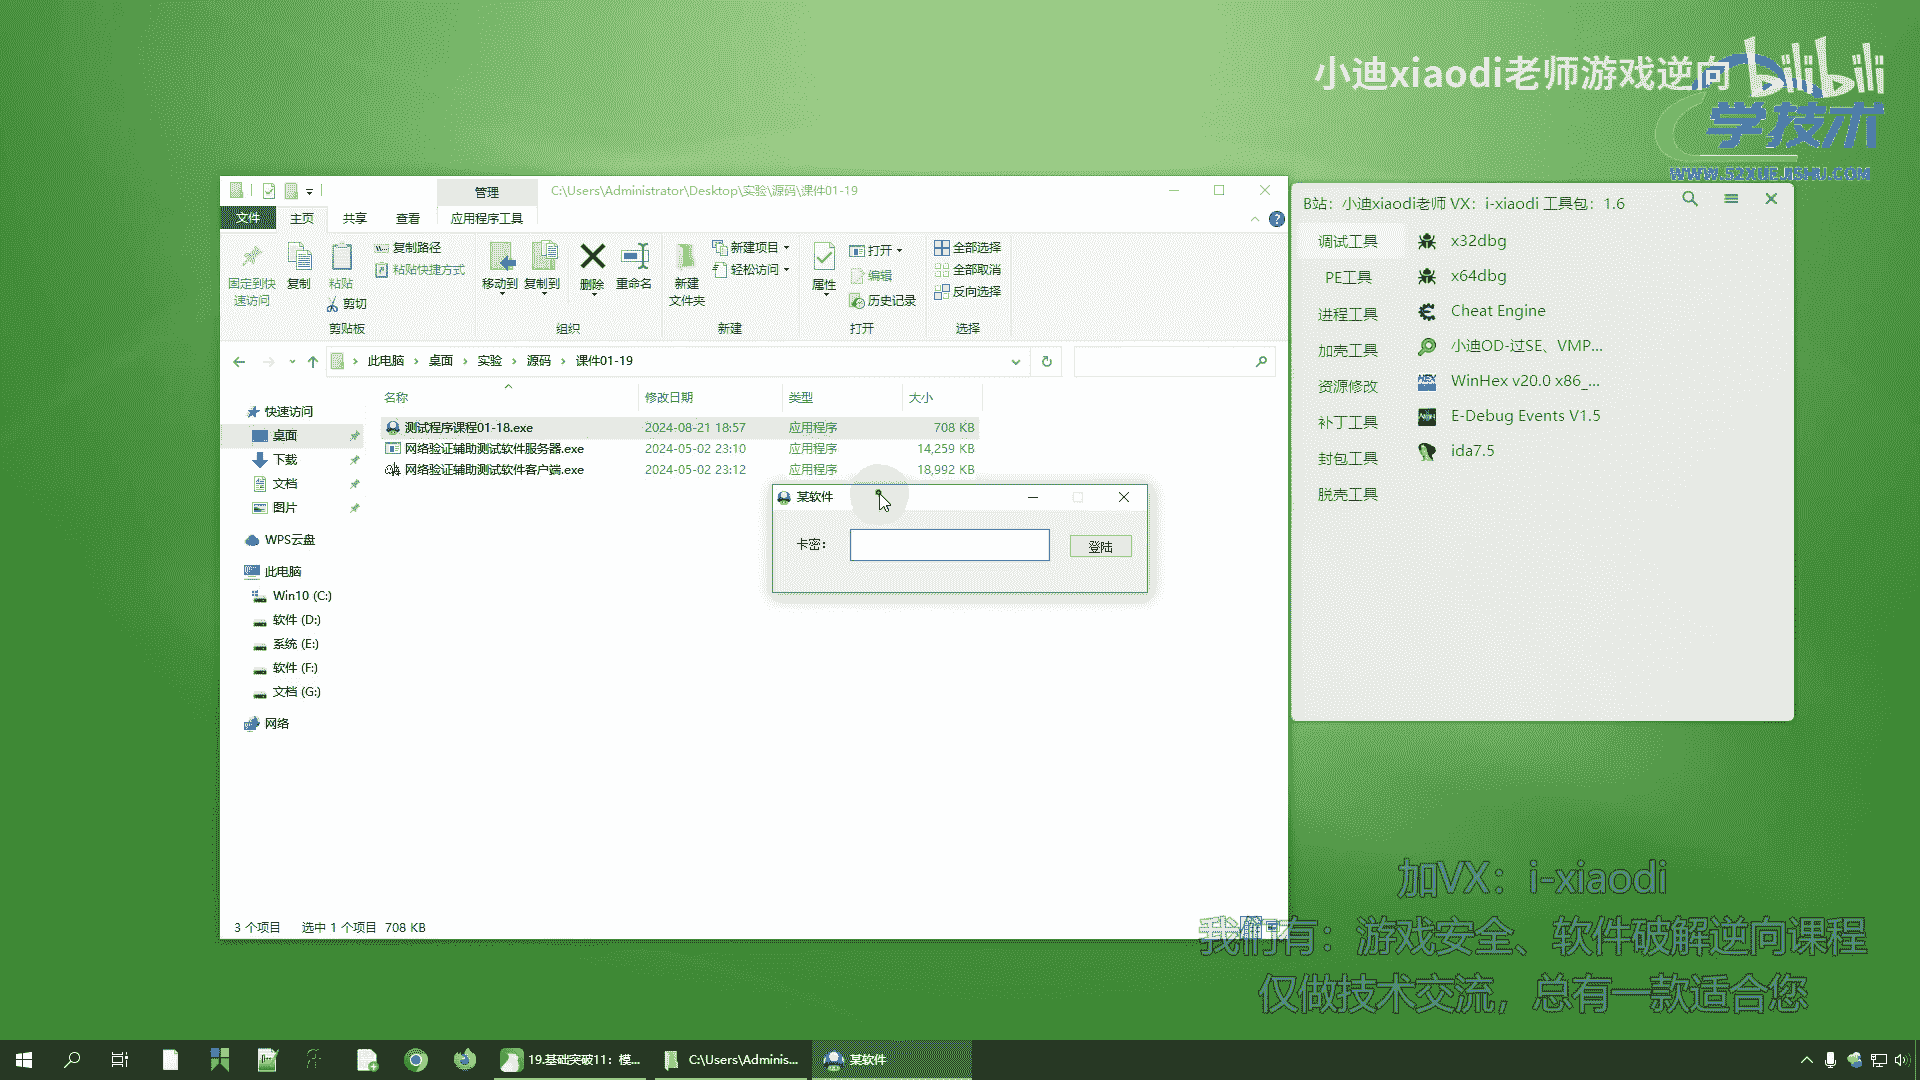 小迪xiaodi老师游戏逆向
bilibili
学技术
WWW.52XUEJISHU.COM
管理
C:\Users\Administrator\Desktop\实验\源码\课件01-19
文件
主页
共享
查看
应用程序工具
固定到快速访问
复制
粘贴
复制路径
粘贴快捷方式
剪切
剪贴板
移动到
复制到
删除
重命名
组织
新建文件夹
新建项目
轻松访问
新建
属性
打开
编辑
历史记录
打开
全部选择
全部取消
反向选择
选择
此电脑 > 桌面 > 实验 > 源码 > 课件01-19
名称 修改日期 类型 大小
测试程序课程01-18.exe 2024-08-21 18:57 应用程序 708 KB
网络验证辅助测试软件服务器.exe 2024-05-02 23:10 应用程序 14,259 KB
网络验证辅助测试软件客户端.exe 2024-05-02 23:12 应用程序 18,992 KB
快速访问
桌面
下载
文档
图片
WPS云盘
此电脑
Win10 (C:)
软件 (D:)
系统 (E:)
软件 (F:)
文档 (G:)
网络
3 个项目 选中 1 个项目 708 KB
某软件
卡密：
登陆
B站：小迪xiaodi老师 VX：i-xiaodi 工具包：1.6
调试工具
PE工具
进程工具
加壳工具
资源修改
补丁工具
封包工具
脱壳工具
x32dbg
x64dbg
Cheat Engine
小迪OD-过SE、VMP...
WinHex v20.0 x86_...
E-Debug Events V1.5
ida7.5
加VX：i-xiaodi
我们有：游戏安全、软件破解逆向课程
仅做技术交流，总有一款适合您
19.基础突破11：模...
C:\Users\Adminis...
某软件